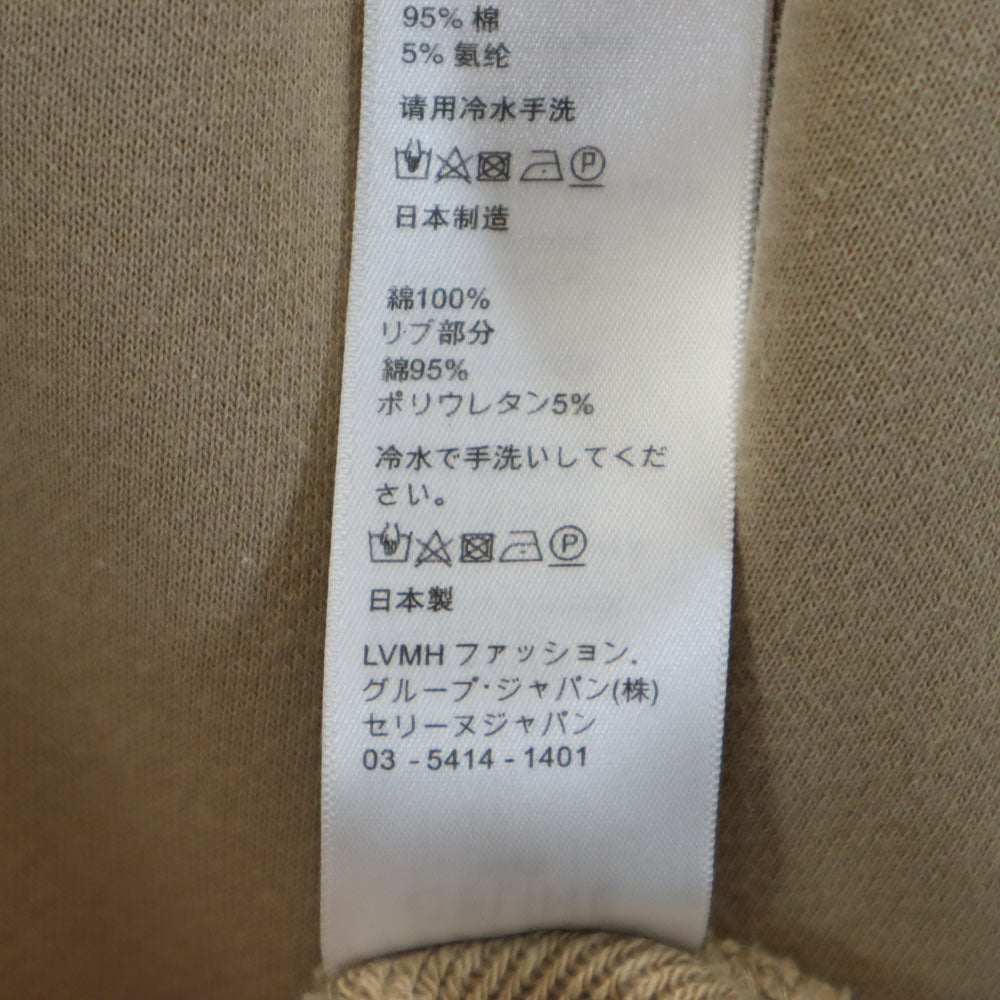 95% 棉
5% 氨纶
请用冷水手洗
P
日本制造
綿100%
リブ部分
綿95%
ポリウレタン5%
冷水で手洗いしてくだ
さい。
P
日本製
LVMH ファッション.
グループ・ジャパン(株)
セリーヌジャパン
03 - 5414 - 1401